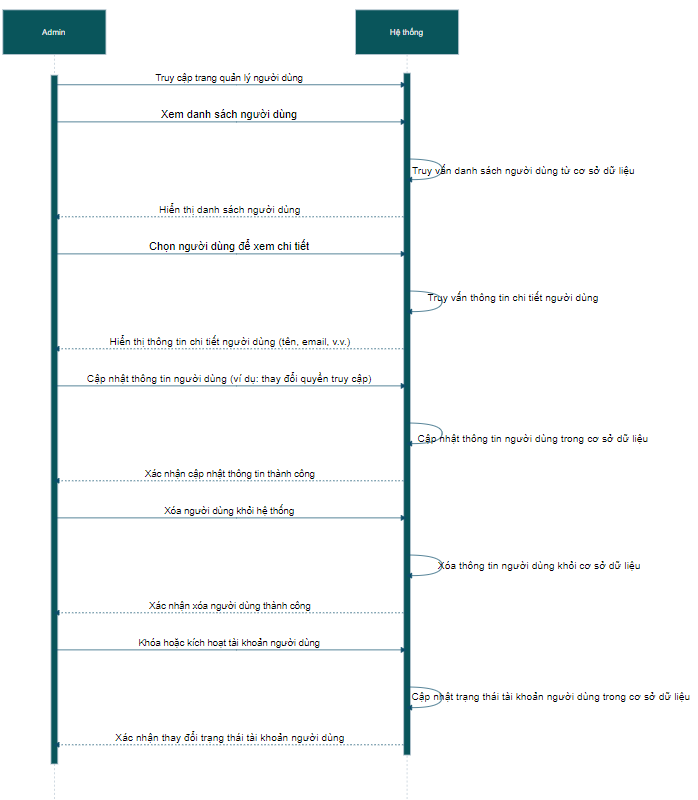 Admin
Hệ thống
Truy cập trang quản lý người dùng
Xem danh sách người dùng
Truy vấn danh sách người dùng từ cơ sở dữ liệu
Hiển thị danh sách người dùng
Chọn người dùng để xem chi tiết
Truy vấn thông tin chi tiết người dùng
Hiển thị thông tin chi tiết người dùng (tên, email, v.v.)
Cập nhật thông tin người dùng (ví dụ: thay đổi quyền truy cập)
Cập nhật thông tin người dùng trong cơ sở dữ liệu
Xác nhận cập nhật thông tin thành công
Xóa người dùng khỏi hệ thống
Xóa thông tin người dùng khỏi cơ sở dữ liệu
Xác nhận xóa người dùng thành công
Khóa hoặc kích hoạt tài khoản người dùng
Cập nhật trạng thái tài khoản người dùng trong cơ sở dữ liệu
Xác nhận thay đổi trạng thái tài khoản người dùng